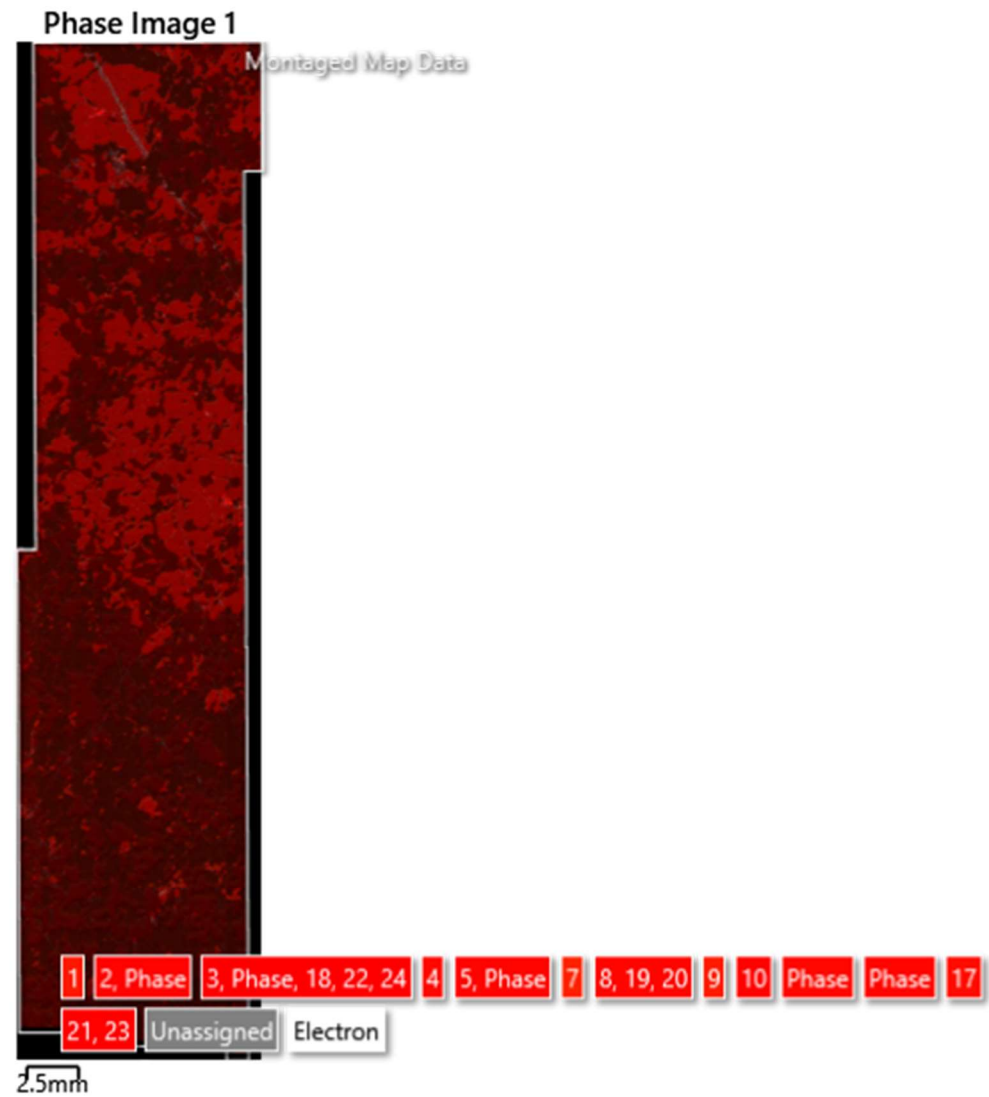 Phase Image 1
Montaged Map Data
1 2, Phase 3, Phase, 18, 22, 24 4 5, Phase 7 8, 19, 20 9 10 Phase Phase 17
21, 23 Unassigned Electron
2.5mm